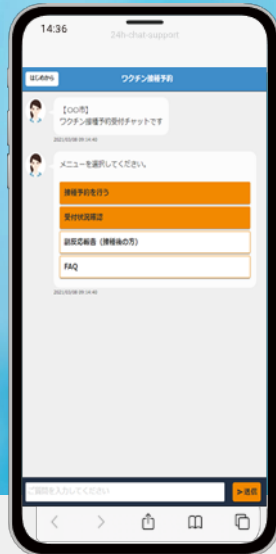 14:36
24h-chat-support
はじめから
ワクチン接種予約
【○○市】
ワクチン接種予約受付チャットです
2021/03/08 09:14:40
メニューを選択してください。
接種予約を行う
受付状況確認
副反応報告（接種後の方）
FAQ
2021/03/08 09:14:40
ご質問を入力してください
送信